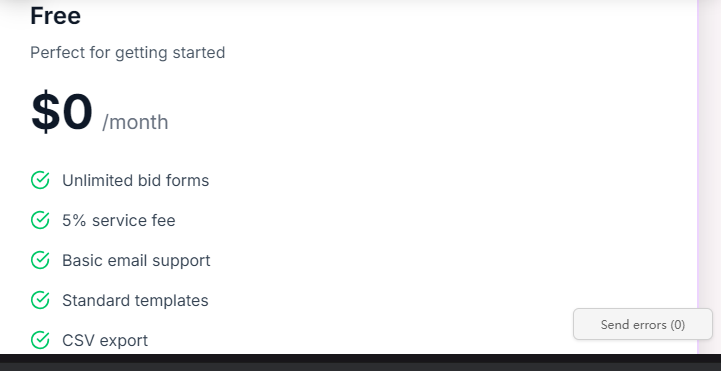 Free
Perfect for getting started
$0 /month
Unlimited bid forms
5% service fee
Basic email support
Standard templates
CSV export
Send errors (0)